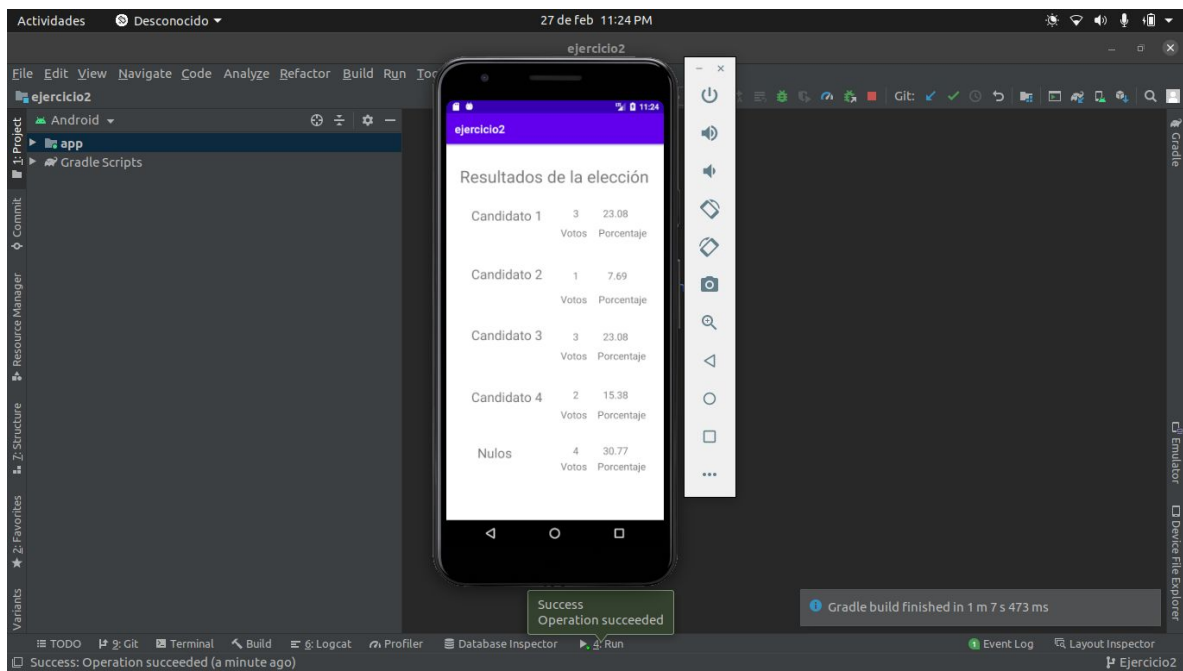 Actividades Desconocido 27 de feb 11:24 PM
ejercicio2
File Edit View Navigate Code Analyze Refactor Build Run Too
ejercicio2 Git:
Android
app
Gradle Scripts
1: Project
Commit
Resource Manager
7: Structure
2: Favorites
Variants
11:24
ejercicio2
Resultados de la elección
Candidato 1 3 23.08
Votos Porcentaje
Candidato 2 1 7.69
Votos Porcentaje
Candidato 3 3 23.08
Votos Porcentaje
Candidato 4 2 15.38
Votos Porcentaje
Nulos 4 30.77
Votos Porcentaje
Gradle
Emulator
Device File Explorer
Success
Operation succeeded
Gradle build finished in 1 m 7 s 473 ms
TODO 9: Git Terminal Build 6: Logcat Profiler Database Inspector 4: Run 1 Event Log Layout Inspector
Success: Operation succeeded (a minute ago) Ejercicio2